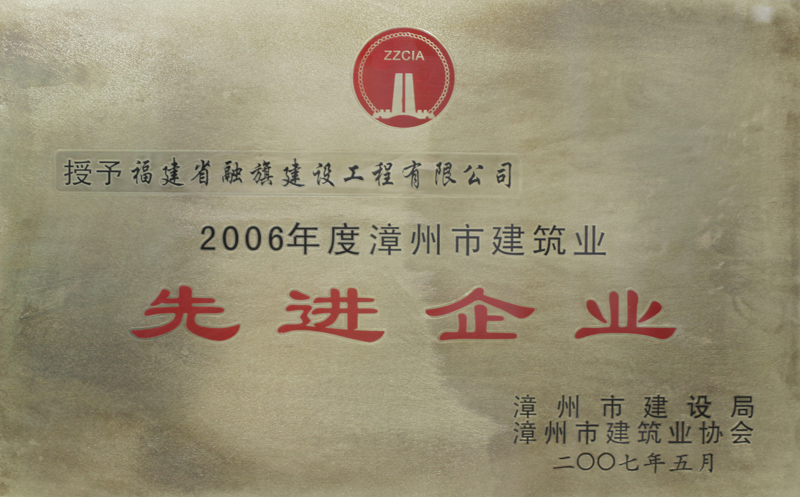 ZZCIA
授予福建省融旗建设工程有限公司
2006年度漳州市建筑业
先进企业
漳州市建设局
漳州市建筑业协会
二〇〇七年五月